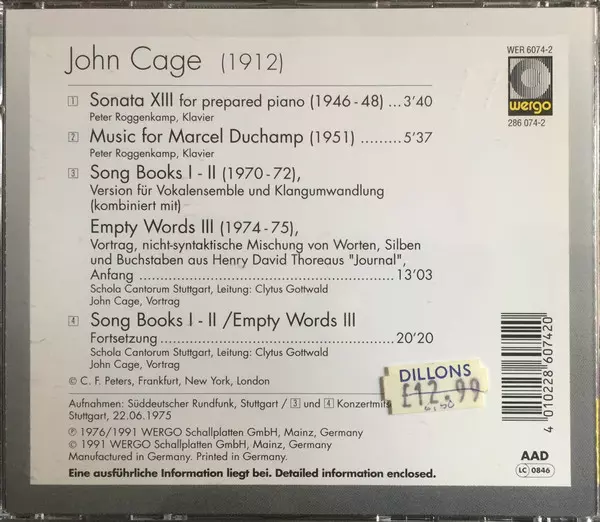 John Cage (1912)
WER 6074-2
wergo
286 074-2
1 Sonata XIII for prepared piano (1946-48) ...3'40
Peter Roggenkamp, Klavier
2 Music for Marcel Duchamp (1951) .........5'37
Peter Roggenkamp, Klavier
3 Song Books I - II (1970-72),
Version für Vokalensemble und Klangumwandlung
(kombiniert mit)
Empty Words III (1974-75),
Vortrag, nicht-syntaktische Mischung von Worten, Silben
und Buchstaben aus Henry David Thoreaus "Journal",
Anfang ........................................ 13'03
Schola Cantorum Stuttgart, Leitung: Clytus Gottwald
John Cage, Vortrag
4 Song Books I - II /Empty Words III
Fortsetzung ................................... 20'20
Schola Cantorum Stuttgart, Leitung: Clytus Gottwald
John Cage, Vortrag
© C. F. Peters, Frankfurt, New York, London
DILLONS
£12.99
Aufnahmen: Süddeutscher Rundfunk, Stuttgart / 3 und 4 Konzertmits
Stuttgart, 22.06.1975
℗ 1976/1991 WERGO Schallplatten GmbH, Mainz, Germany
© 1991 WERGO Schallplatten GmbH, Mainz, Germany
Manufactured in Germany. Printed in Germany.
Eine ausführliche Information liegt bei. Detailed information enclosed.
4 010228 607420
AAD
LC 0846